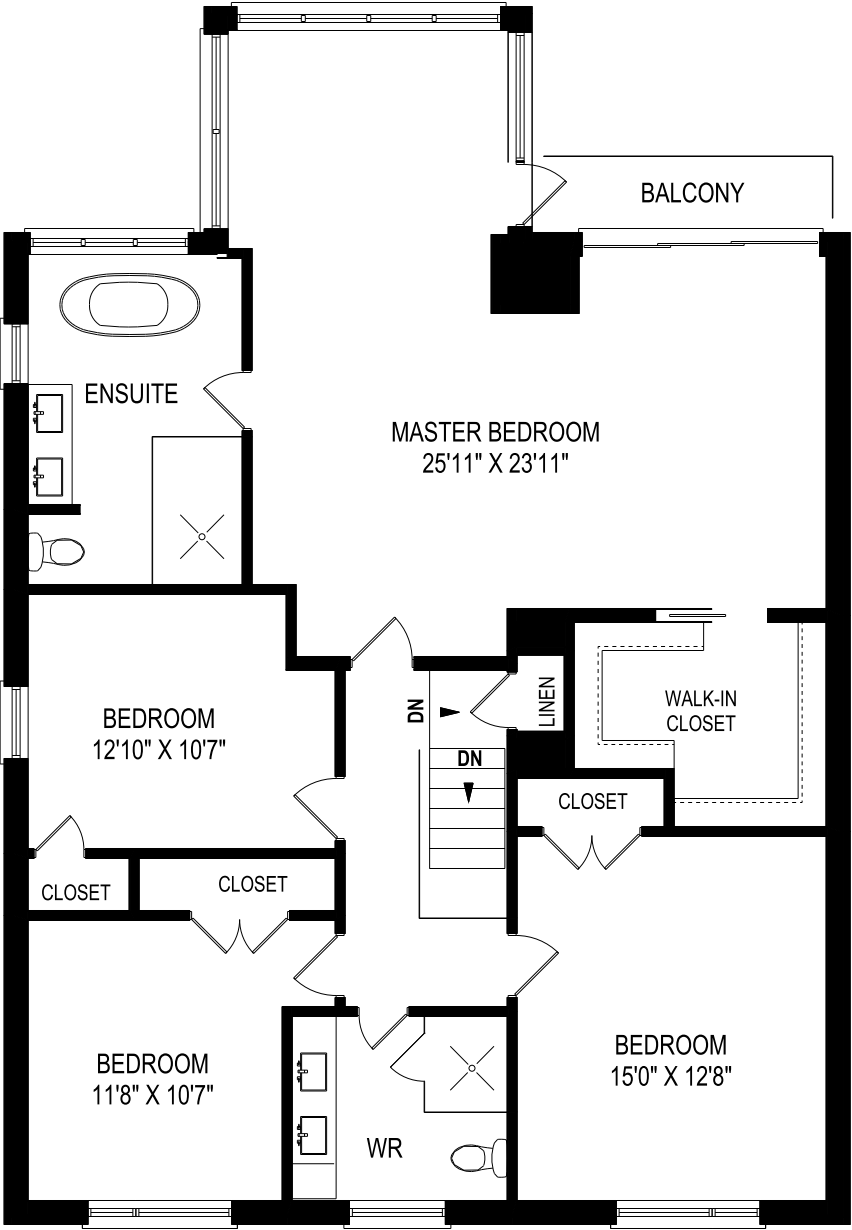 BALCONY
ENSUITE
MASTER BEDROOM
25'11" X 23'11"
LINEN
DN
WALK-IN
CLOSET
BEDROOM
12'10" X 10'7"
DN
CLOSET
CLOSET
CLOSET
BEDROOM
11'8" X 10'7"
BEDROOM
15'0" X 12'8"
WR